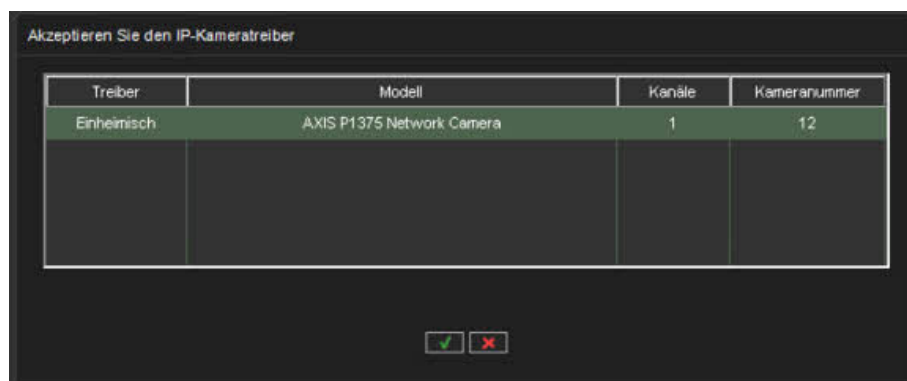 Akzeptieren Sie den IP-Kameratreiber
Treiber Modell Kanäle Kameranummer
Einheimisch AXIS P1375 Network Camera 1 12